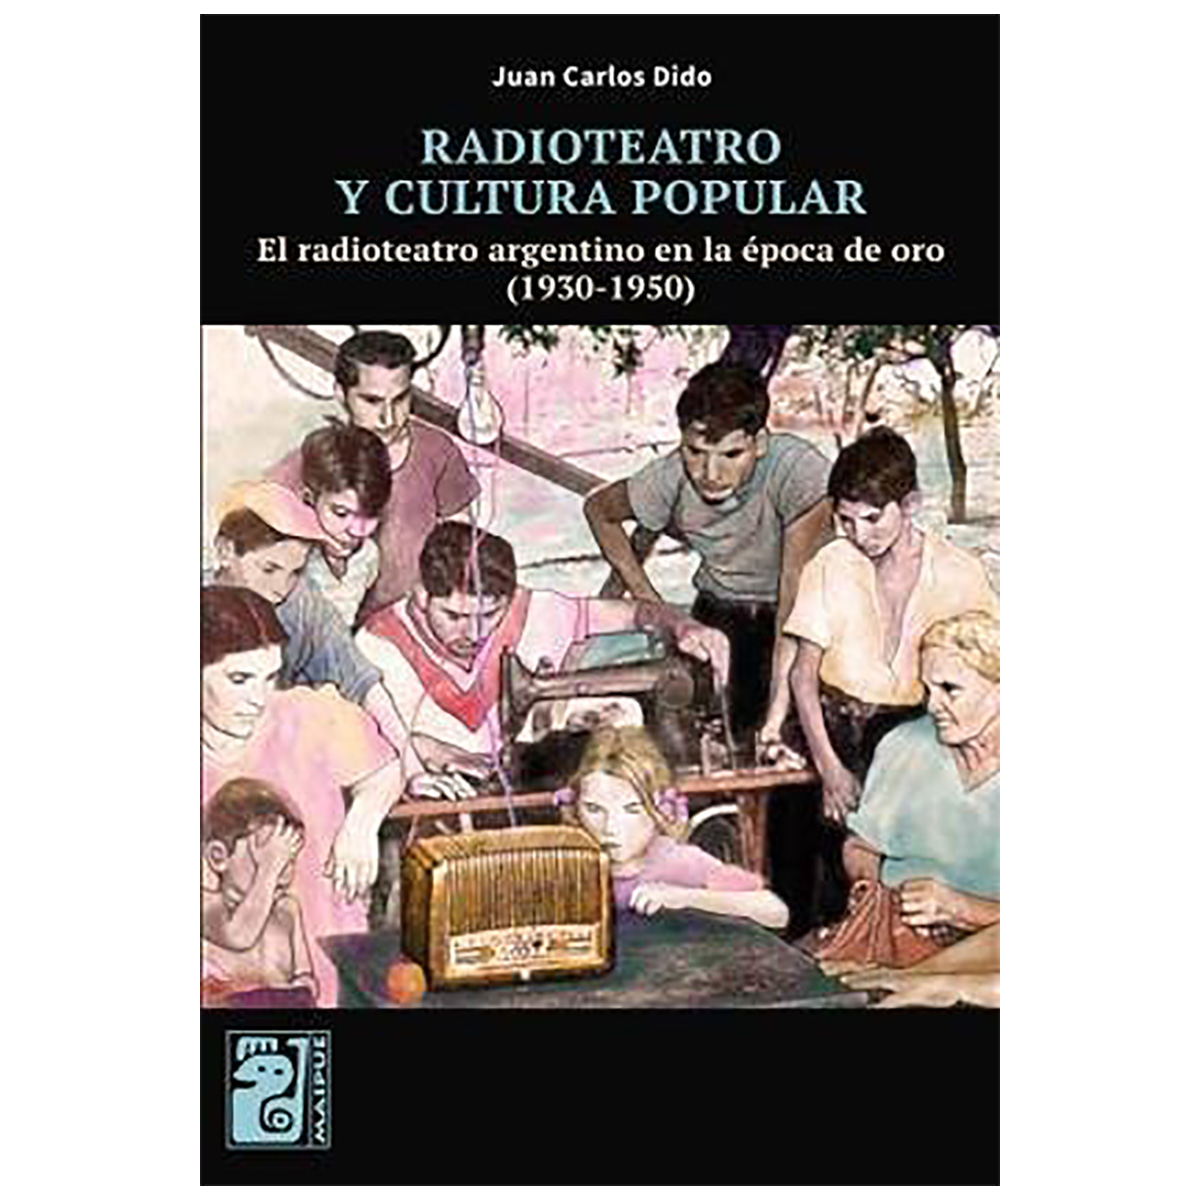 Juan Carlos Dido
RADIOTEATRO
Y CULTURA POPULAR
El radioteatro argentino en la época de oro
(1930-1950)
MAIPUE